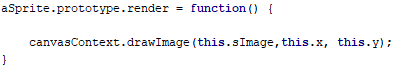 aSprite.prototype.render = function() {
canvasContext.drawImage(this.sImage,this.x, this.y);
}